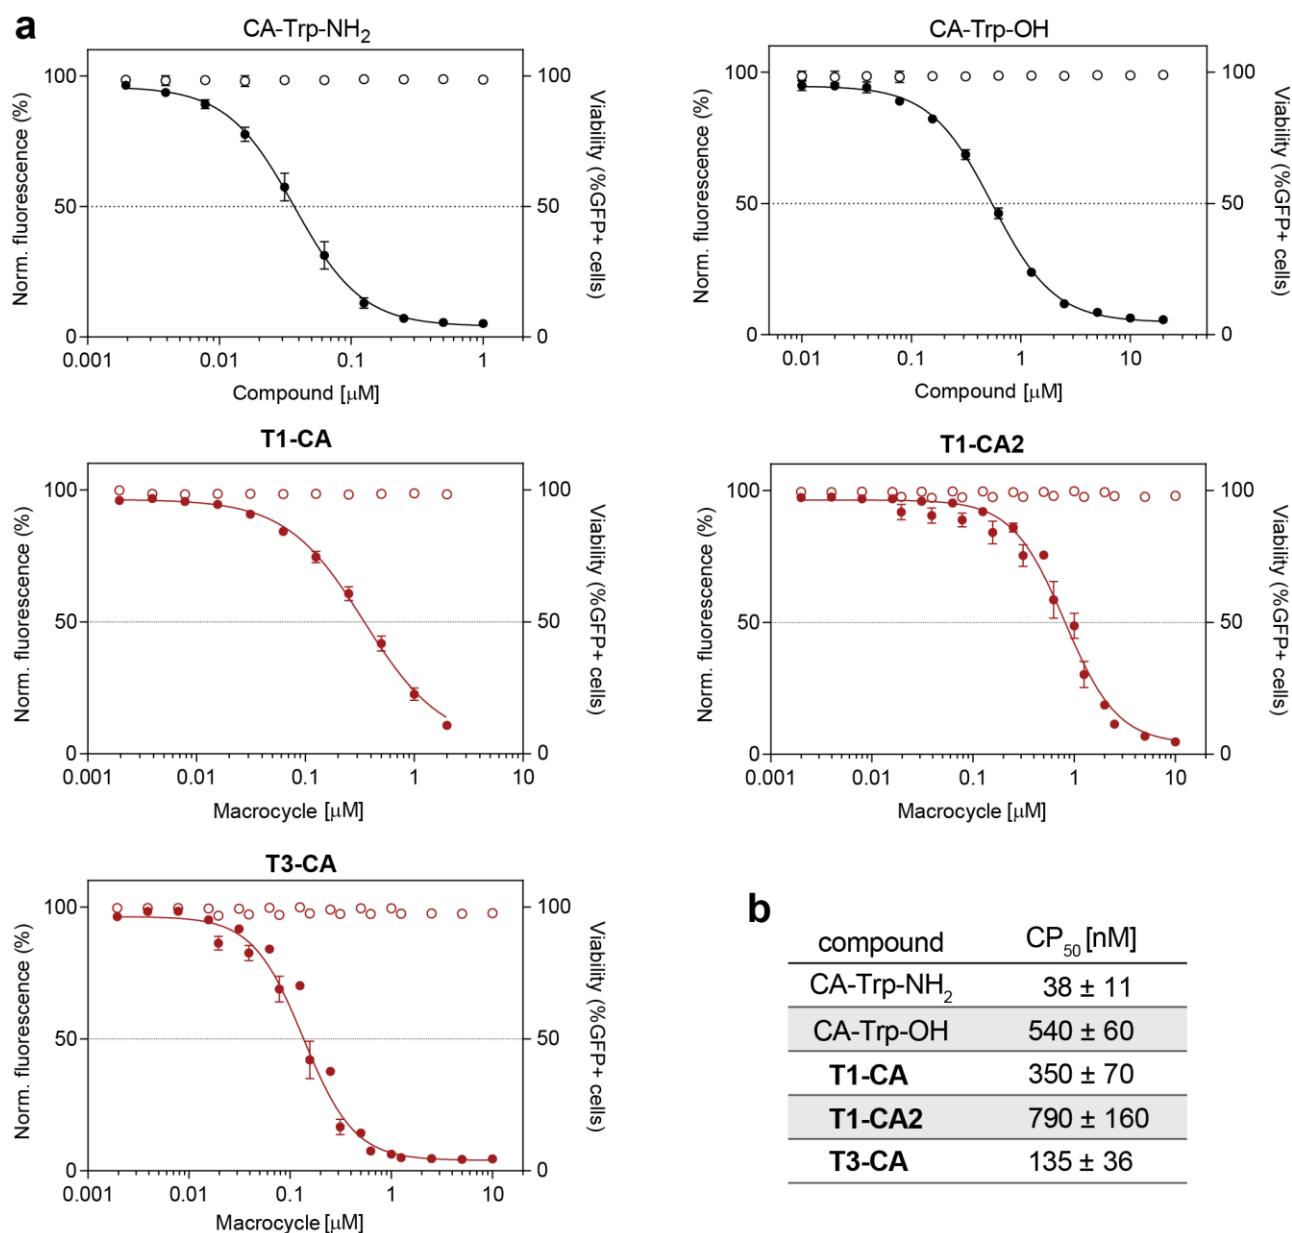 a
CA-Trp-NH2
Norm. fluorescence (%)
100
50
0
100
50
0
Viability (%GFP+ cells)
0.001 0.01 0.1 1
Compound [μM]
CA-Trp-OH
Norm. fluorescence (%)
100
50
0
100
50
0
Viability (%GFP+ cells)
0.01 0.1 1 10
Compound [μM]
T1-CA
Norm. fluorescence (%)
100
50
0
100
50
0
Viability (%GFP+ cells)
0.001 0.01 0.1 1 10
Macrocycle [μM]
T1-CA2
Norm. fluorescence (%)
100
50
0
100
50
0
Viability (%GFP+ cells)
0.001 0.01 0.1 1 10
Macrocycle [μM]
T3-CA
Norm. fluorescence (%)
100
50
0
100
50
0
Viability (%GFP+ cells)
0.001 0.01 0.1 1 10
Macrocycle [μM]
b
compound CP50 [nM]
CA-Trp-NH2 38 ± 11
CA-Trp-OH 540 ± 60
T1-CA 350 ± 70
T1-CA2 790 ± 160
T3-CA 135 ± 36